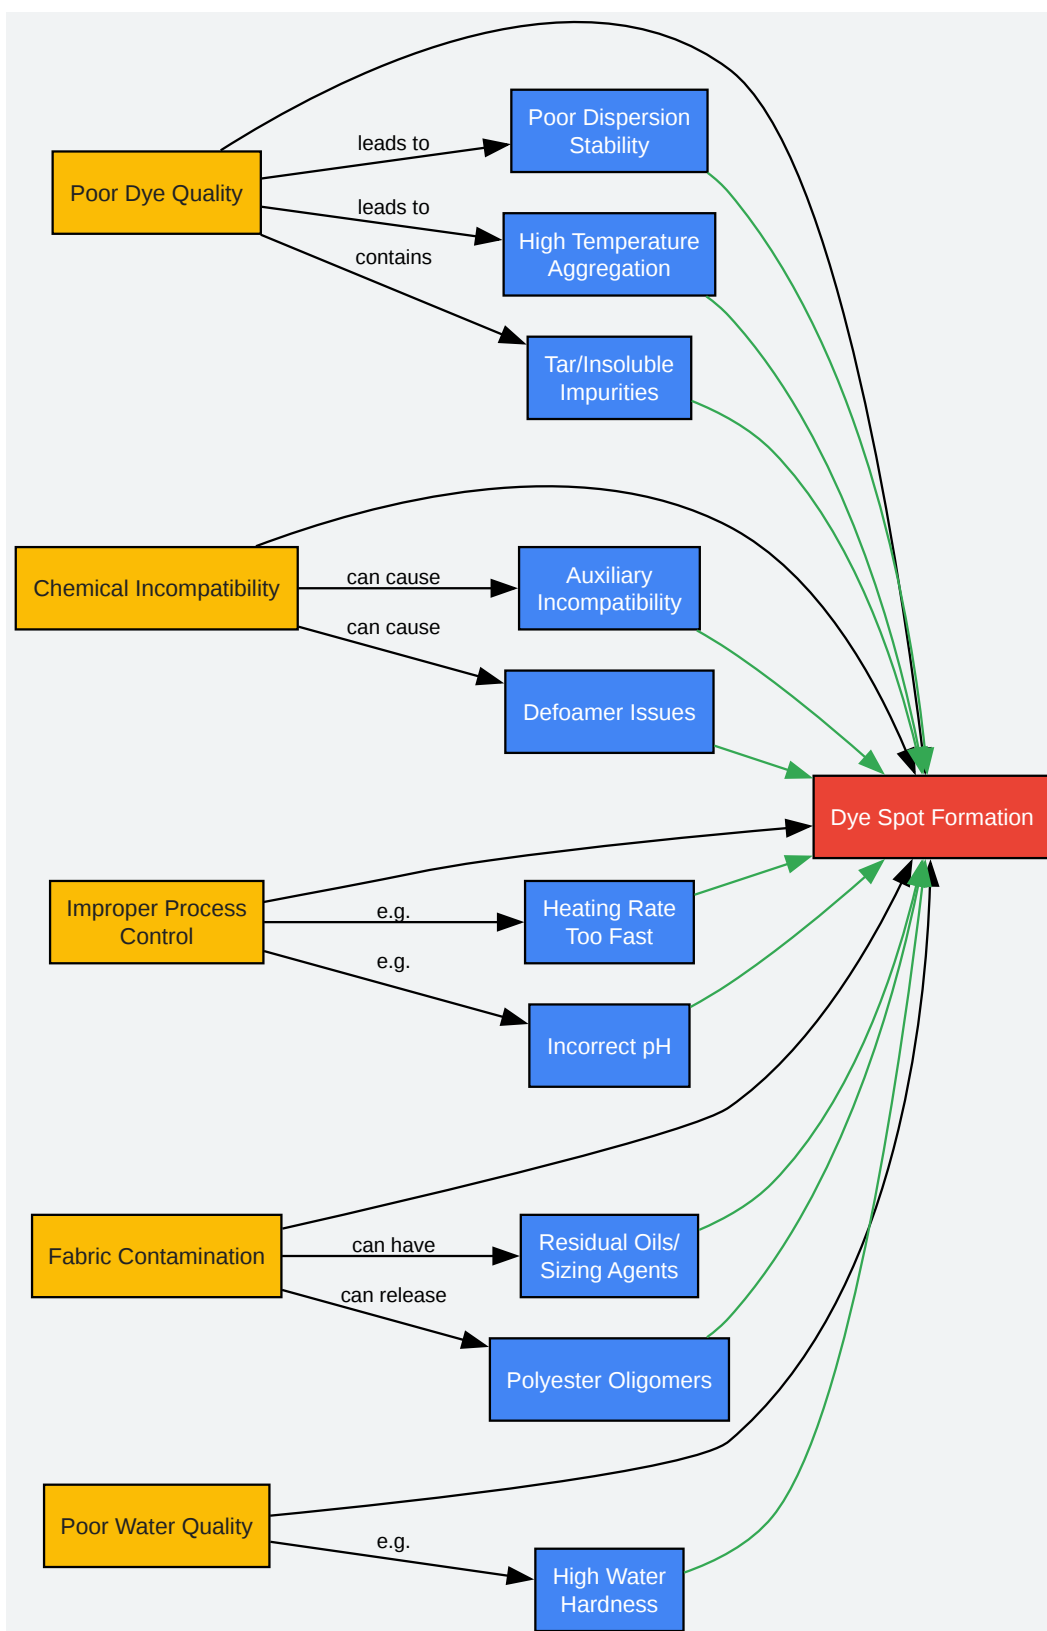 Poor Dye Quality
leads to
Poor Dispersion
Stability
leads to
High Temperature
Aggregation
contains
Tar/Insoluble
Impurities
Chemical Incompatibility
can cause
Auxiliary
Incompatibility
can cause
Defoamer Issues
Dye Spot Formation
Improper Process
Control
e.g.
Heating Rate
Too Fast
e.g.
Incorrect pH
Fabric Contamination
can have
Residual Oils/
Sizing Agents
can release
Polyester Oligomers
Poor Water Quality
e.g.
High Water
Hardness